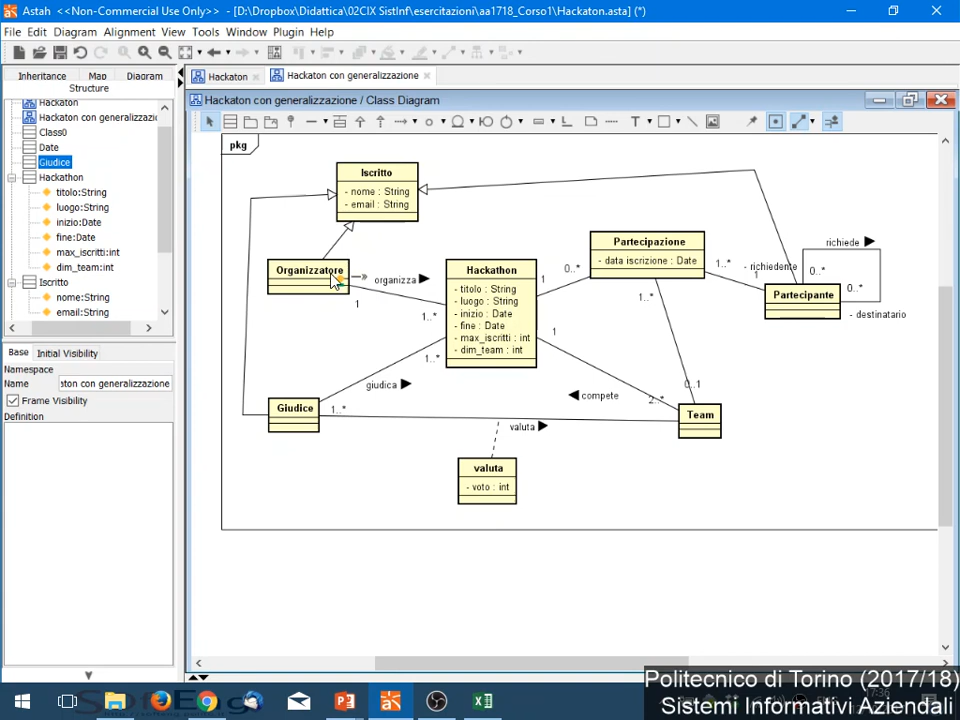 Astah <<Non-Commercial Use Only>> - [D:\Dropbox\Didattica\02CIX SistInf\esercitazioni\aa1718_Corso1\Hackaton.asta] (*)
File Edit Diagram Alignment View Tools Window Plugin Help
Inheritance Map Diagram
Structure
Hackaton
Hackaton con generalizzazio
Class0
Date
Giudice
Hackathon
titolo:String
luogo:String
inizio:Date
fine:Date
max_iscritti:int
dim_team:int
Iscritto
nome:String
email:String
Base Initial Visibility
Namespace
Name ton con generalizzazione
Frame Visibility
Definition
Hackaton
Hackaton con generalizzazione
Hackaton con generalizzazione / Class Diagram
pkg
Iscritto
- nome : String
- email : String
Organizzatore
organizza
1
1..*
Hackathon
- titolo : String
- luogo : String
- inizio : Date
- fine : Date
- max_iscritti : int
- dim_team : int
1
0..*
Partecipazione
- data iscrizione : Date
1..*
1
richiede
- richiedente
0..*
Partecipante
0..*
- destinatario
1..*
0..1
1
compete
2..*
Team
1..*
giudica
Giudice
1..*
valuta
valuta
- voto : int
Politecnico di Torino (2017/18)
7:36
Sistemi Informativi Aziendali